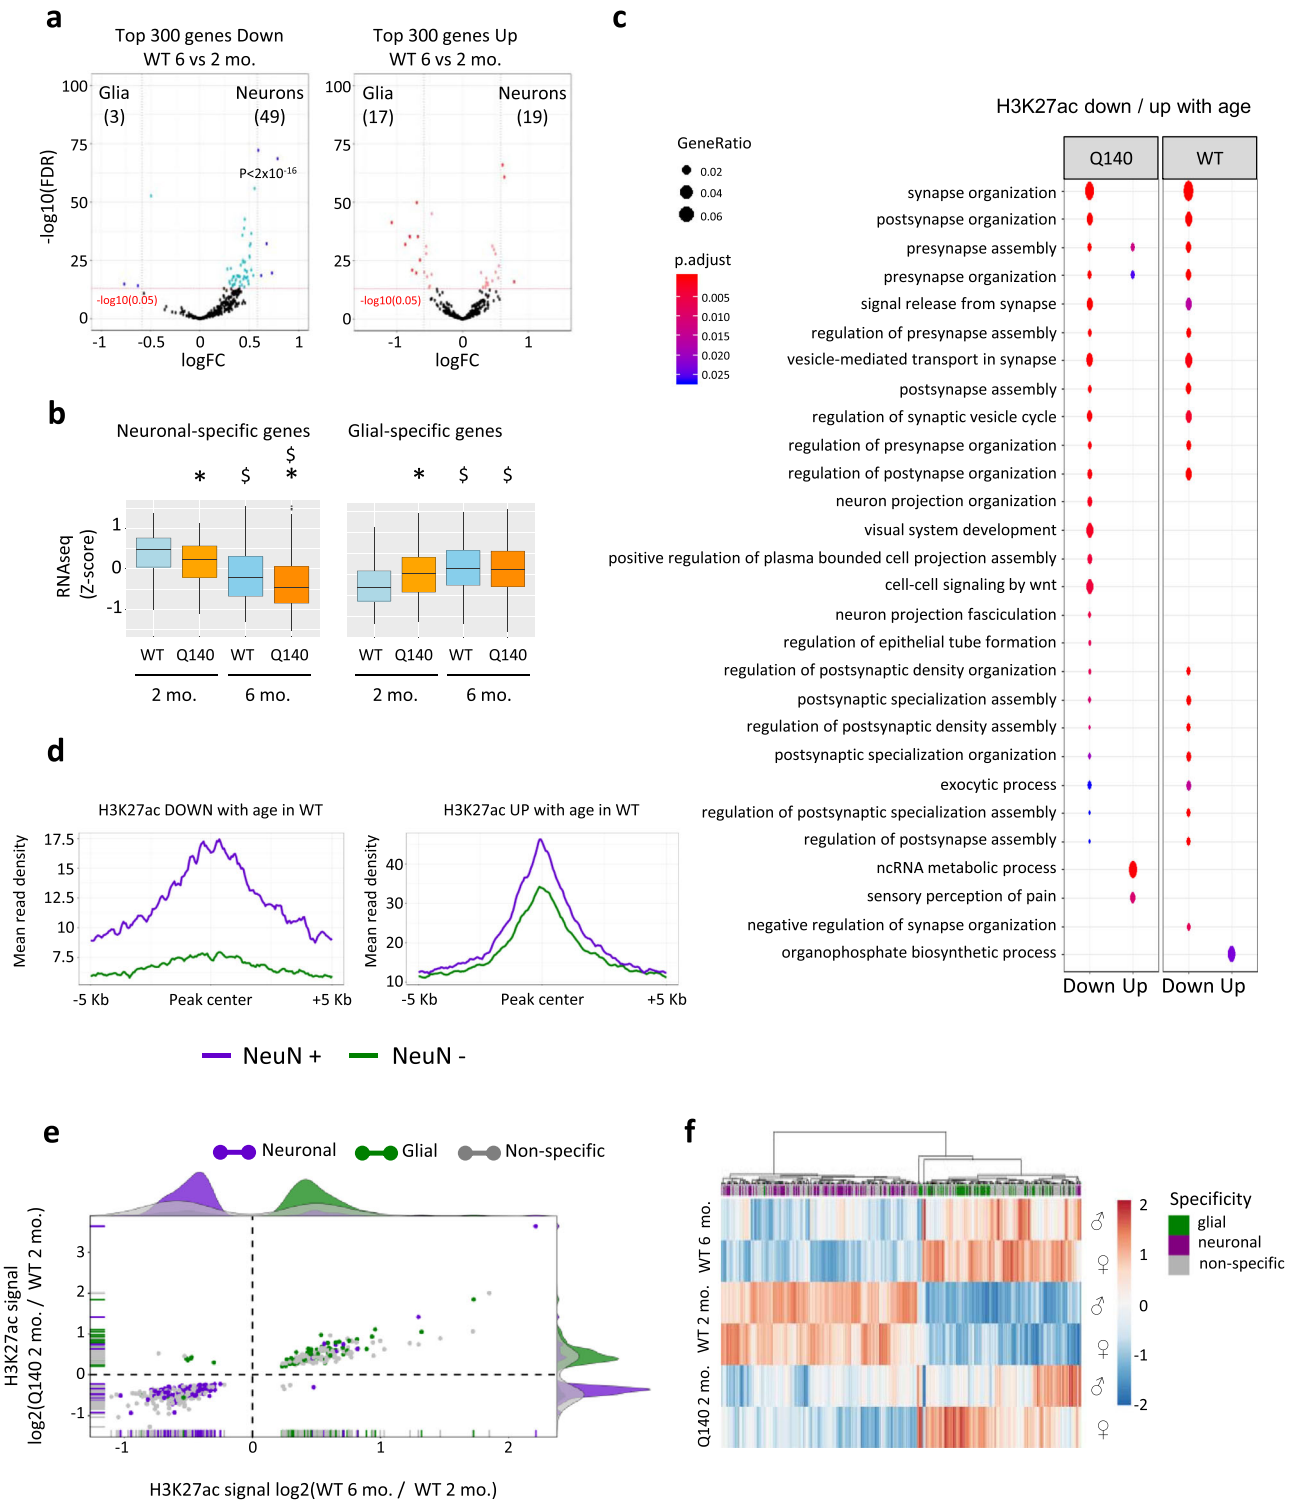 a
Top 300 genes Down
WT 6 vs 2 mo.
Top 300 genes Up
WT 6 vs 2 mo.
-log10(FDR)
100
75
50
25
0
Glia
(3)
Neurons
(49)
P<2x10-16
-log10(0.05)
-1
-0.5
0
0.5
1
logFC
100
75
50
25
0
Glia
(17)
Neurons
(19)
-log10(0.05)
-1
0
1
logFC
b
Neuronal-specific genes
Glial-specific genes
$
* $ *
* $ $
RNAseq
(Z-score)
1
0
-1
WT Q140 WT Q140
2 mo. 6 mo.
WT Q140 WT Q140
2 mo. 6 mo.
c
H3K27ac down / up with age
GeneRatio
0.02
0.04
0.06
p.adjust
0.005
0.010
0.015
0.020
0.025
Q140
WT
synapse organization
postsynapse organization
presynapse assembly
presynapse organization
signal release from synapse
regulation of presynapse assembly
vesicle-mediated transport in synapse
postsynapse assembly
regulation of synaptic vesicle cycle
regulation of presynapse organization
regulation of postynapse organization
neuron projection organization
visual system development
positive regulation of plasma bounded cell projection assembly
cell-cell signaling by wnt
neuron projection fasciculation
regulation of epithelial tube formation
regulation of postsynaptic density organization
postsynaptic specialization assembly
regulation of postsynaptic density assembly
postsynaptic specialization organization
exocytic process
regulation of postsynaptic specialization assembly
regulation of postsynapse assembly
ncRNA metabolic process
sensory perception of pain
negative regulation of synapse organization
organophosphate biosynthetic process
Down Up
Down Up
d
H3K27ac DOWN with age in WT
Mean read density
17.5
15
12.5
10
7.5
-5 Kb
Peak center
+5 Kb
H3K27ac UP with age in WT
Mean read density
40
30
20
10
-5 Kb
Peak center
+5 Kb
NeuN +
NeuN -
e
Neuronal
Glial
Non-specific
H3K27ac signal
log2(Q140 2 mo. / WT 2 mo.)
3
2
1
0
-1
-1
0
1
2
H3K27ac signal log2(WT 6 mo. / WT 2 mo.)
f
WT 6 mo.
WT 2 mo.
Q140 2 mo.
♂
♀
♂
♀
♂
♀
2
1
0
-1
-2
Specificity
glial
neuronal
non-specific